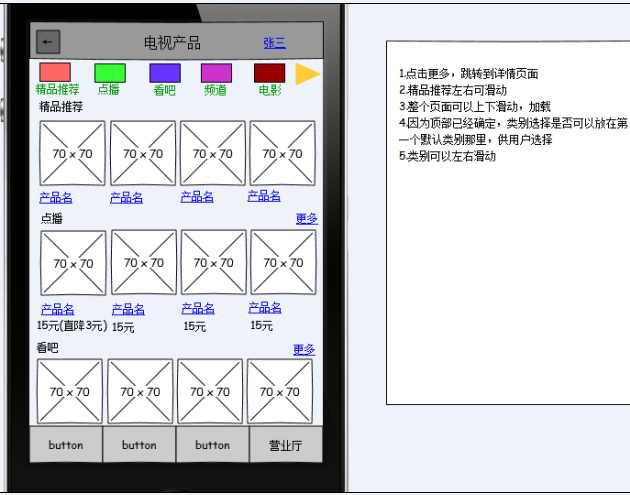 ← 电视产品 张三
精品推荐 点播 看吧 频道 电影
精品推荐
70 x 70 70 x 70 70 x 70 70 x 70
产品名 产品名 产品名 产品名
点播 更多
70 x 70 70 x 70 70 x 70 70 x 70
产品名 产品名 产品名 产品名
15元(直降3元) 15元 15元 15元
看吧 更多
70 x 70 70 x 70 70 x 70 70 x 70
button button button 营业厅
1.点击更多，跳转到详情页面
2.精品推荐左右可滑动
3.整个页面可以上下滑动，加载
4.因为顶部已经确定，类别选择是否可以放在第
一个默认类别那里，供用户选择
5.类别可以左右滑动